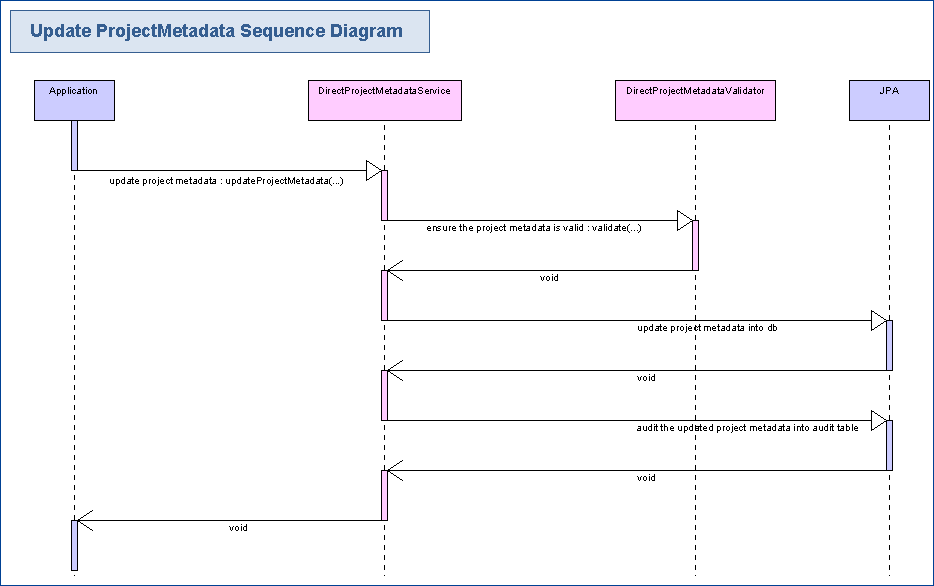 Update ProjectMetadata Sequence Diagram
Application
DirectProjectMetadataService
DirectProjectMetadataValidator
JPA
update project metadata : updateProjectMetadata(...)
ensure the project metadata is valid : validate(...)
void
update project metadata into db
void
audit the updated project metadata into audit table
void
void